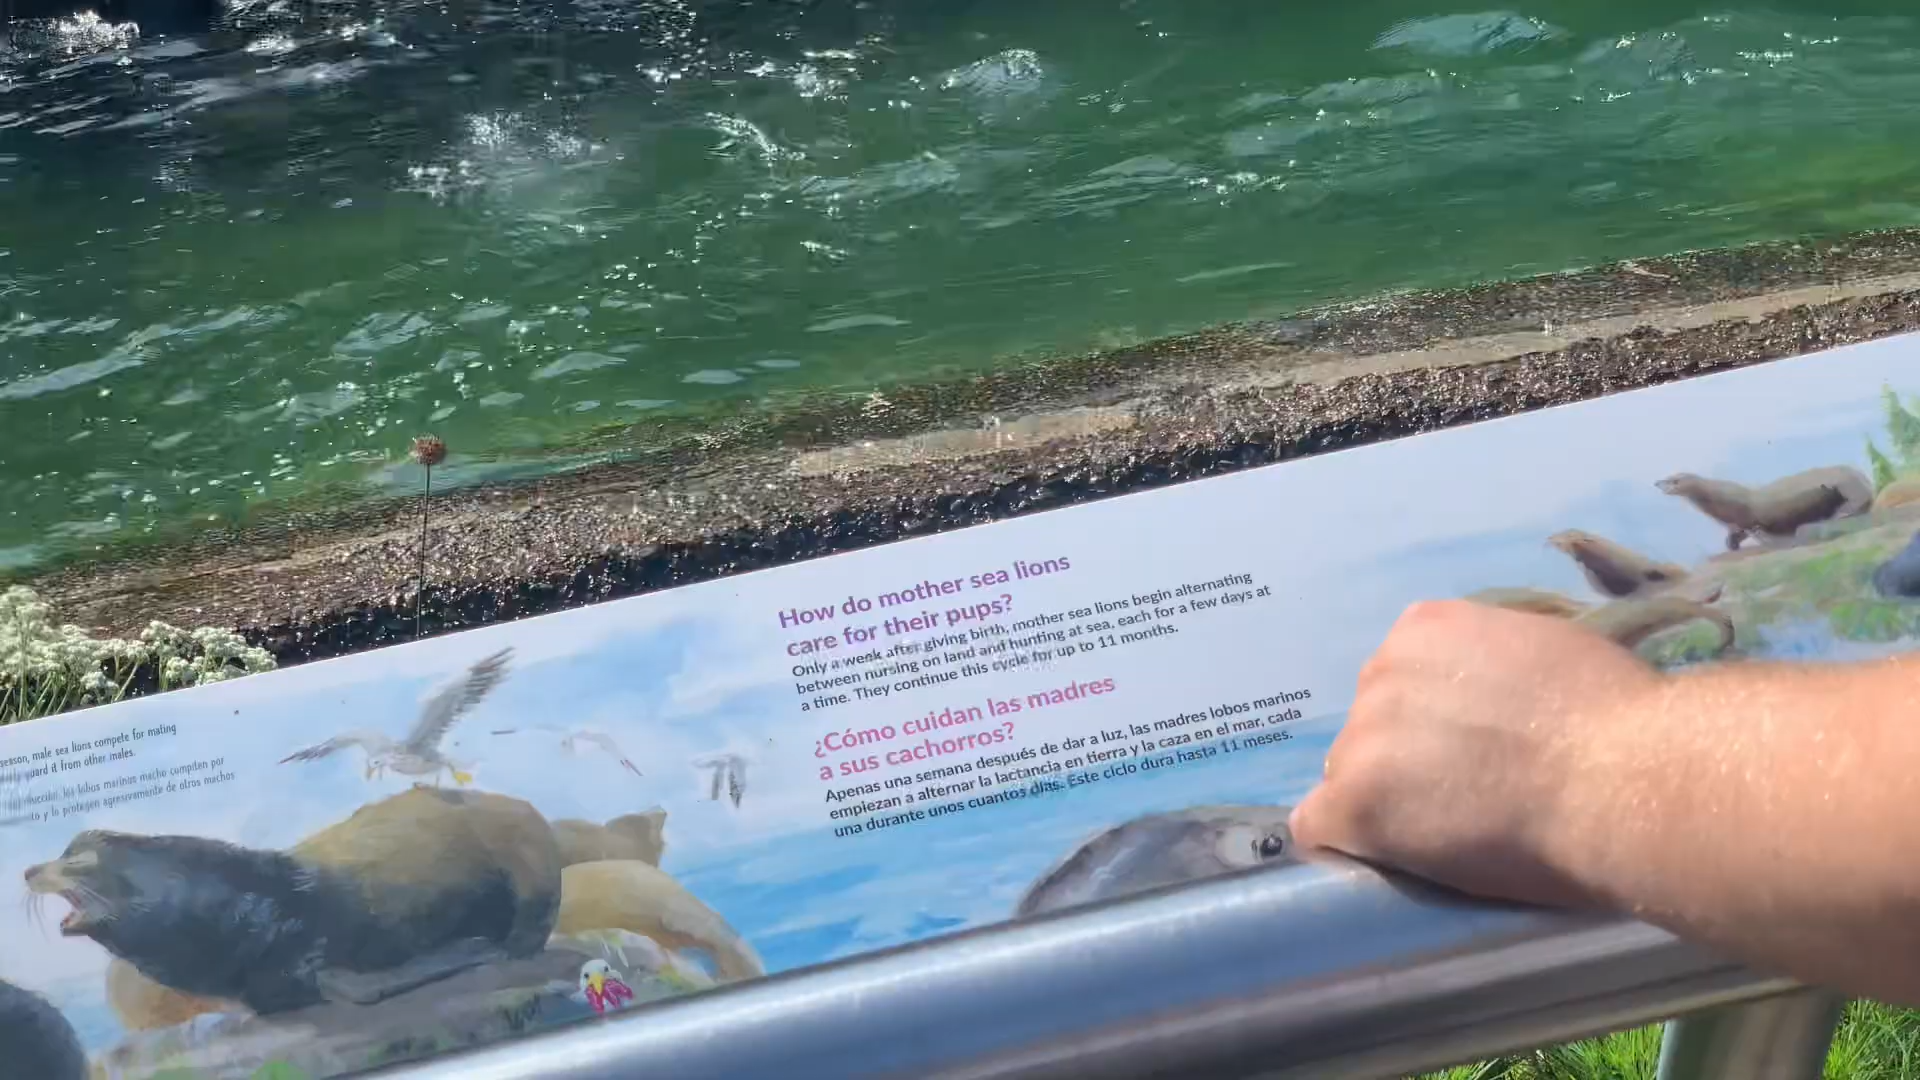 season, male sea lions compete for mating
guard it from other males.
los lobos marinos macho compiten por
y lo protegen agresivamente de otros machos
How do mother sea lions
care for their pups?
Only a week after giving birth, mother sea lions begin alternating
between nursing on land and hunting at sea, each for a few days at
a time. They continue this cycle for up to 11 months.
¿Cómo cuidan las madres
a sus cachorros?
Apenas una semana después de dar a luz, las madres lobos marinos
empiezan a alternar la lactancia en tierra y la caza en el mar, cada
una durante unos cuantos días. Este ciclo dura hasta 11 meses.